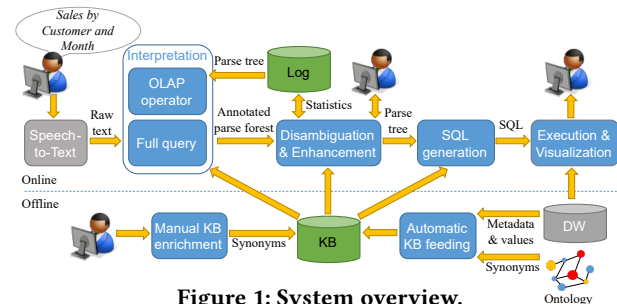 Sales by
Customer and
Month
Interpretation
OLAP
operator
Full query
Parse tree
Log
Statistics
Speech-
to-Text
Raw
text
Annotated
parse forest
Disambiguation
& Enhancement
Parse
tree
SQL
generation
SQL
Execution &
Visualization
Online
Offline
Manual KB
enrichment
Synonyms
KB
Automatic
KB feeding
Metadata
& values
Synonyms
DW
Ontology
Figure 1: System overview.